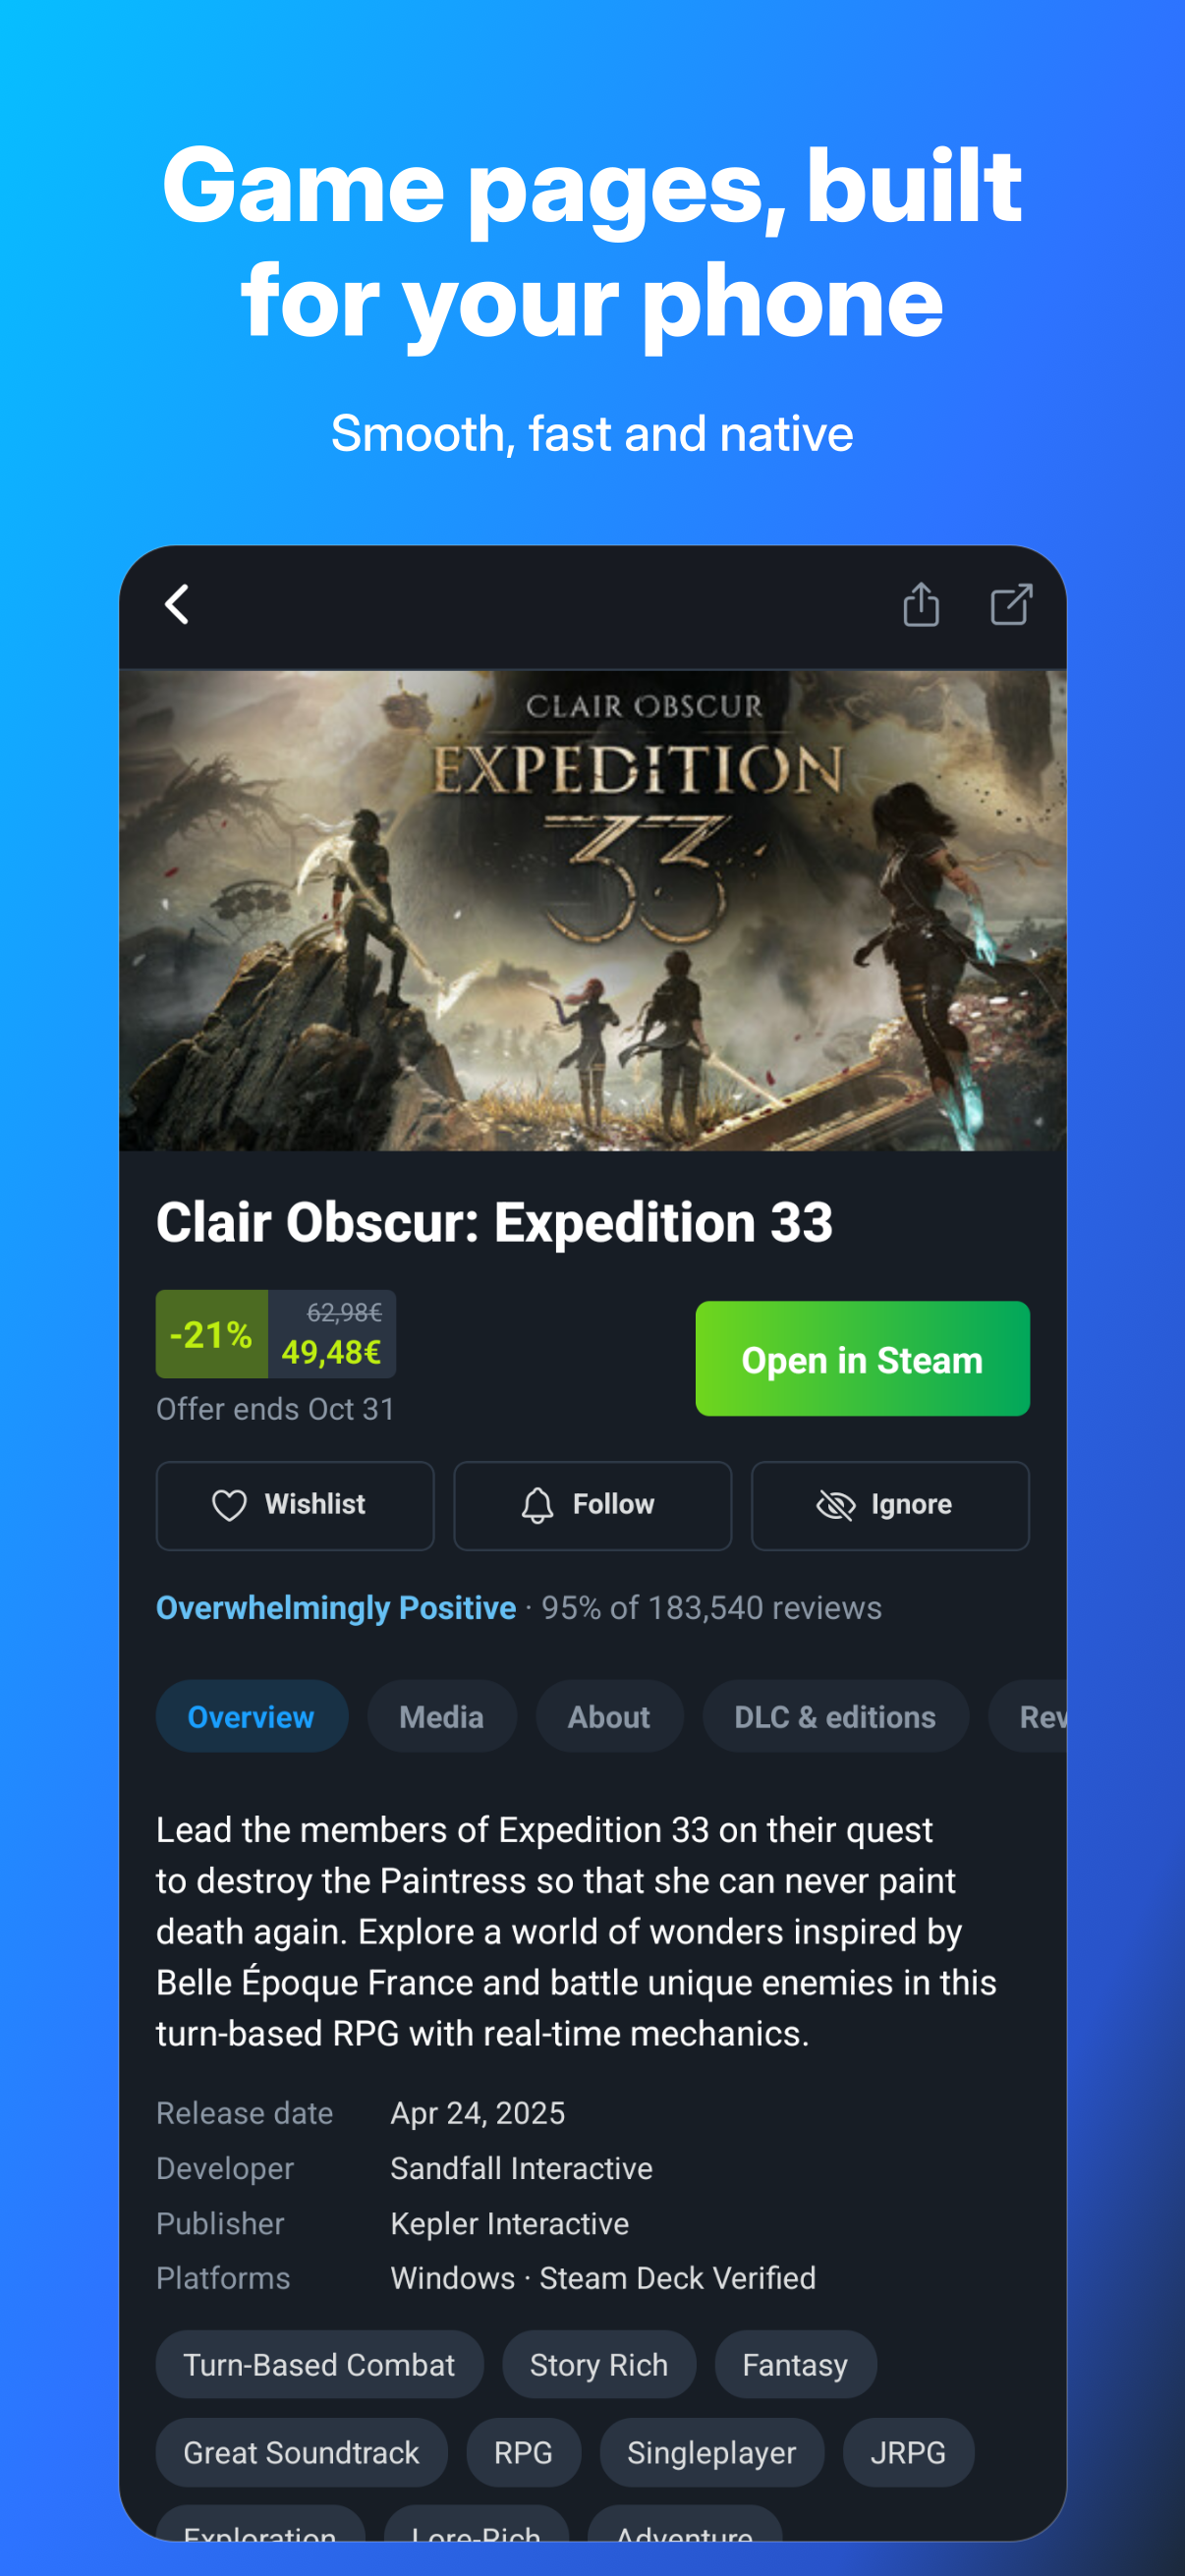 Game pages, built
for your phone
Smooth, fast and native
CLAIR OBSCUR
EXPEDITION
33
Clair Obscur: Expedition 33
-21%
62,98€
49,48€
Offer ends Oct 31
Open in Steam
Wishlist
Follow
Ignore
Overwhelmingly Positive · 95% of 183,540 reviews
Overview
Media
About
DLC & editions
Rev
Lead the members of Expedition 33 on their quest
to destroy the Paintress so that she can never paint
death again. Explore a world of wonders inspired by
Belle Époque France and battle unique enemies in this
turn-based RPG with real-time mechanics.
Release date Apr 24, 2025
Developer Sandfall Interactive
Publisher Kepler Interactive
Platforms Windows · Steam Deck Verified
Turn-Based Combat Story Rich Fantasy
Great Soundtrack RPG Singleplayer JRPG
Exploration Lore-Rich Adventure